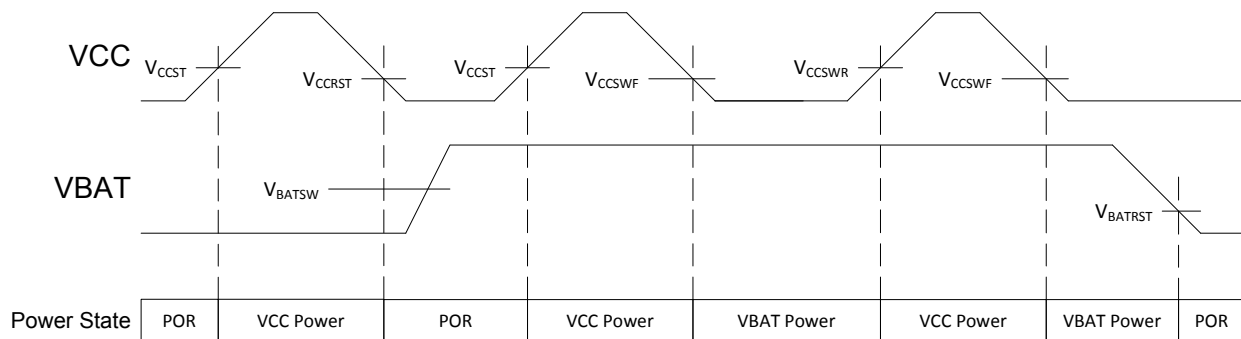 VCC
VCCST
VCCRST
VCCST
VCCSWF
VCCSWR
VCCSWF
VBAT
VBATSW
VBATRST
Power State POR VCC Power POR VCC Power VBAT Power VCC Power VBAT Power POR